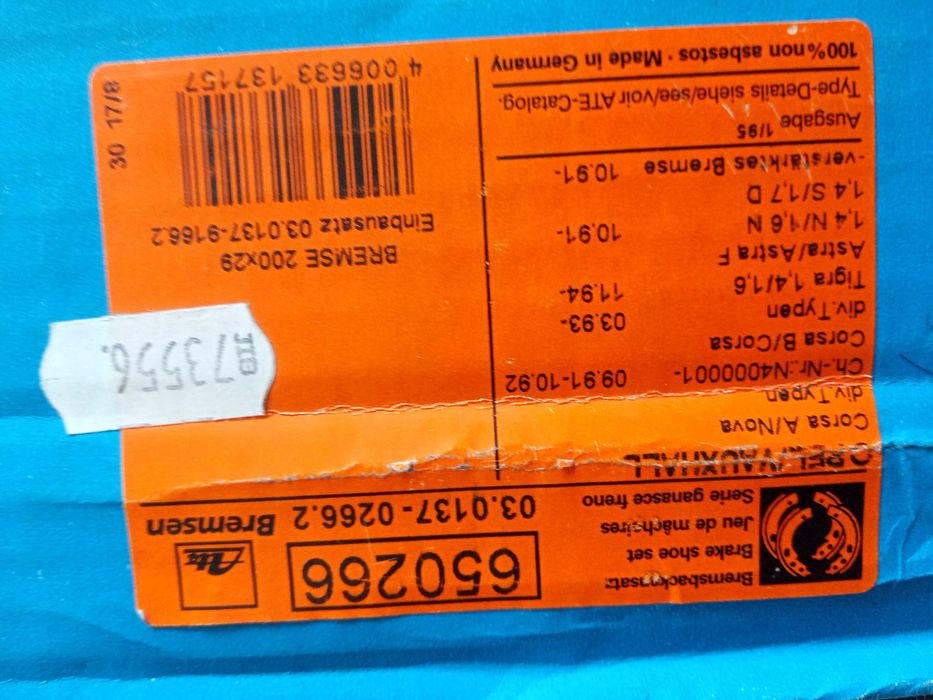 Bremsbackensatz
Brake shoe set
Jeu de mâchoires
Serie ganasce freno
650266
03.0137-0266.2
Ate
Bremsen
OPEL/VAUXHALL
Corsa A/Nova
div.Typen 09.91-10.92
Ch.-Nr.:N4000001-
Corsa B/Corsa
div.Typen 03.93-
Tigra 1,4/1,6 11.94-
Astra/Astra F
1,4 N/1,6 N 10.91-
1,4 S/1,7 D
-verstärktes Bremse 10.91-
Ausgabe 1/95
Type-Details siehe/see/voir ATE-Catalog.
100%non asbestos · Made in Germany
BREMSE 200x29
Einbausatz 03.0137-9166.2
4 006633 137157
30 17/8